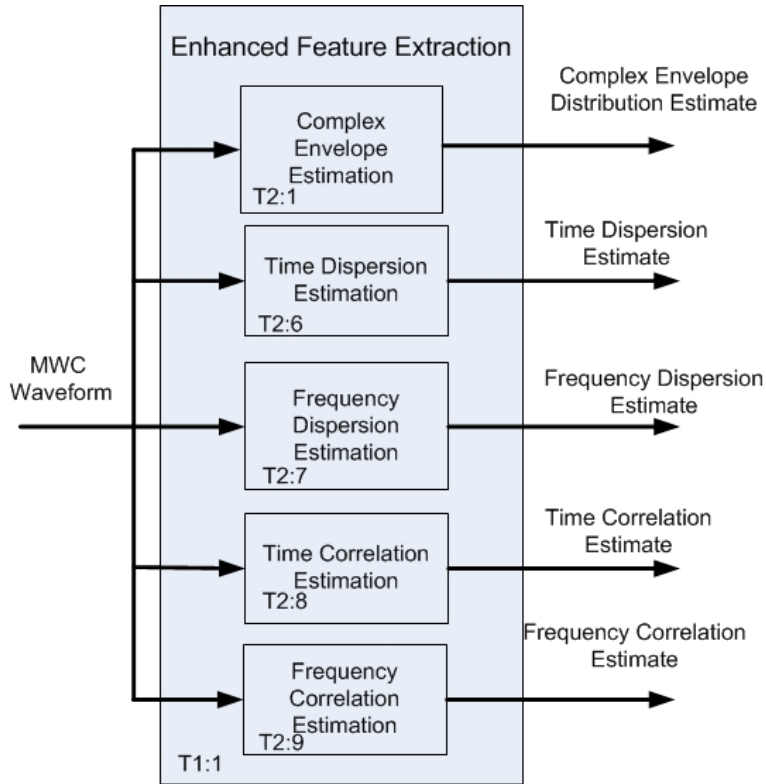 Enhanced Feature Extraction
Complex Envelope
Distribution Estimate
Complex
Envelope
Estimation
T2:1
Time Dispersion
Estimate
Time Dispersion
Estimation
T2:6
MWC
Waveform
Frequency Dispersion
Estimate
Frequency
Dispersion
Estimation
T2:7
Time Correlation
Estimate
Time Correlation
Estimation
T2:8
Frequency Correlation
Estimate
Frequency
Correlation
Estimation
T2:9
T1:1